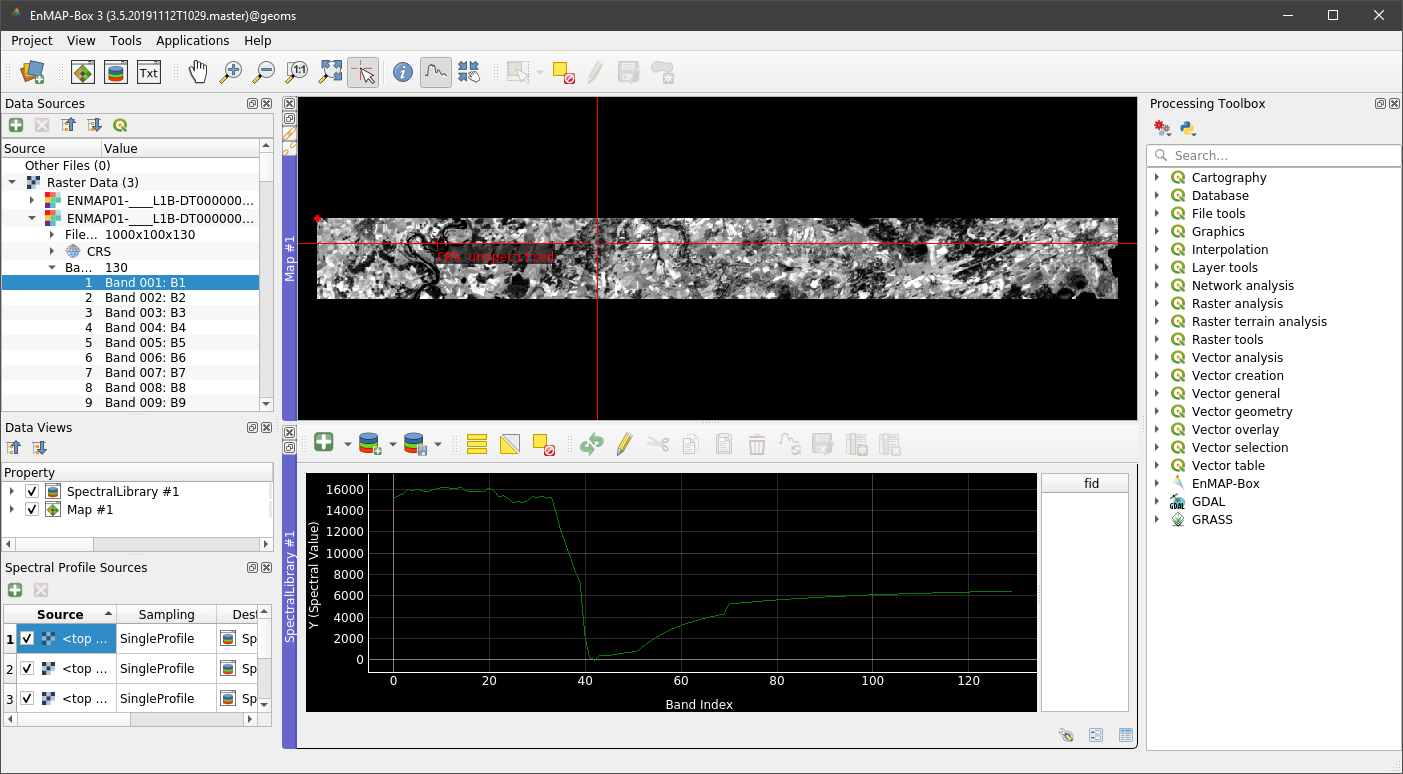 EnMAP-Box 3 (3.5.20191112T1029.master)@geoms
Project View Tools Applications Help
Txt
1:1
Data Sources
Source Value
Other Files (0)
Raster Data (3)
ENMAP01-____L1B-DT000000...
ENMAP01-____L1B-DT000000...
File... 1000x100x130
CRS
Ba... 130
1 Band 001: B1
2 Band 002: B2
3 Band 003: B3
4 Band 004: B4
5 Band 005: B5
6 Band 006: B6
7 Band 007: B7
8 Band 008: B8
9 Band 009: B9
Data Views
Property
SpectralLibrary #1
Map #1
Spectral Profile Sources
Source Sampling Dest
1 <top ... SingleProfile Sp
2 <top ... SingleProfile Sp
3 <top ... SingleProfile Sp
Map #1
CRS unspecified
SpectralLibrary #1
Y (Spectral Value)
16000
14000
12000
10000
8000
6000
4000
2000
0
0 20 40 60 80 100 120
Band Index
fid
Processing Toolbox
Search...
Cartography
Database
File tools
Graphics
Interpolation
Layer tools
Network analysis
Raster analysis
Raster terrain analysis
Raster tools
Vector analysis
Vector creation
Vector general
Vector geometry
Vector overlay
Vector selection
Vector table
EnMAP-Box
GDAL
GRASS